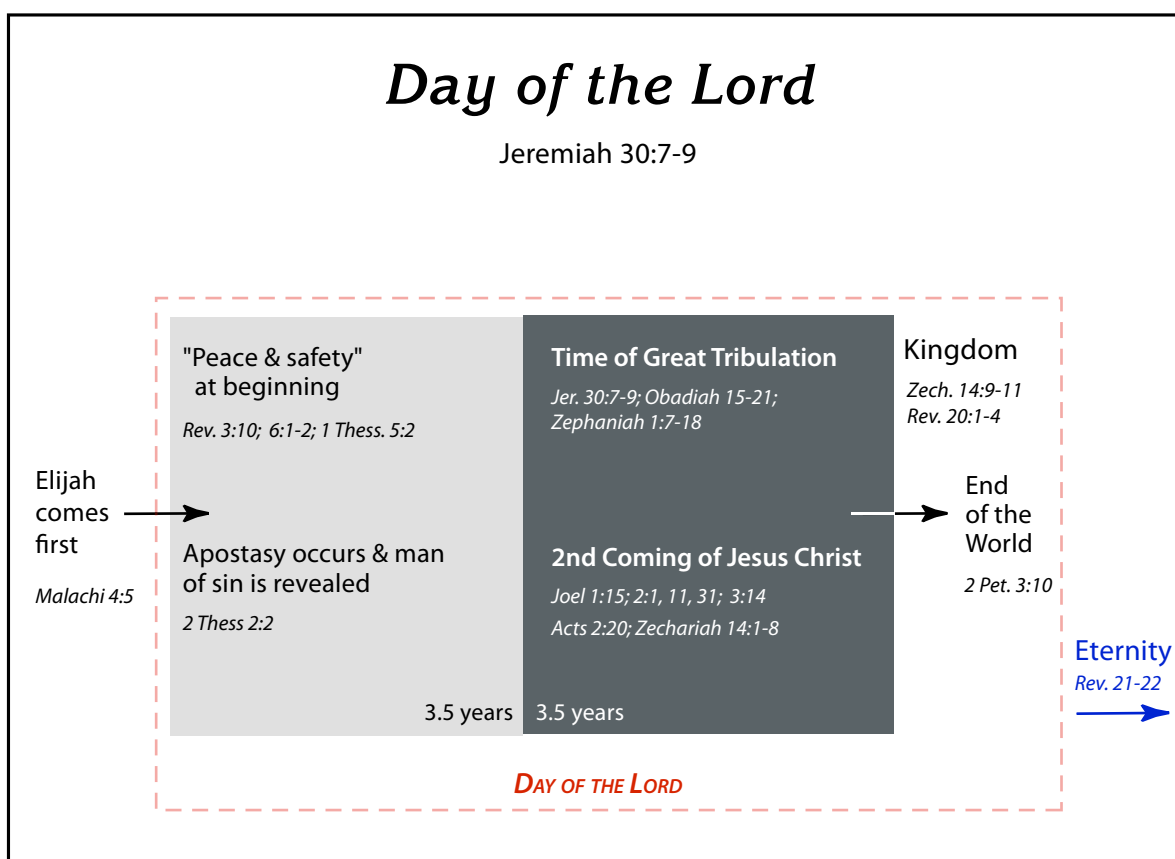 Day of the Lord
Jeremiah 30:7-9
Elijah
comes
first
Malachi 4:5
"Peace & safety"
at beginning
Rev. 3:10; 6:1-2; 1 Thess. 5:2
Apostasy occurs & man
of sin is revealed
2 Thess 2:2
3.5 years
Time of Great Tribulation
Jer. 30:7-9; Obadiah 15-21;
Zephaniah 1:7-18
2nd Coming of Jesus Christ
Joel 1:15; 2:1, 11, 31; 3:14
Acts 2:20; Zechariah 14:1-8
3.5 years
Kingdom
Zech. 14:9-11
Rev. 20:1-4
End
of the
World
2 Pet. 3:10
Eternity
Rev. 21-22
DAY OF THE LORD